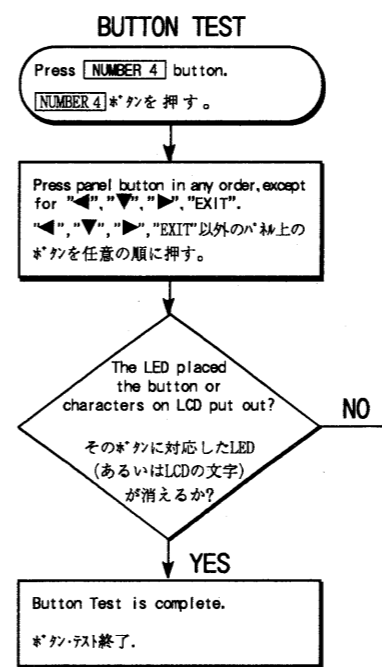 BUTTON TEST
Press NUMBER 4 button.
NUMBER 4 ﾎﾞﾀﾝを押す。
Press panel button in any order, except
for "◀", "▼", "▶", "EXIT".
"◀", "▼", "▶", "EXIT"以外のﾊﾟﾈﾙ上の
ﾎﾞﾀﾝを任意の順に押す。
The LED placed
the button or
characters on LCD put out?
NO
そのﾎﾞﾀﾝに対応したLED
(あるいはLCDの文字)
が消えるか?
YES
Button Test is complete.
ﾎﾞﾀﾝ･ﾃｽﾄ終了.